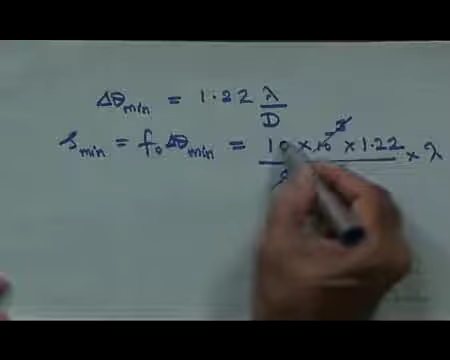 Δθmin = 1.22 λ/D
smin = f₀ Δθmin = 10 × 10 × 1.22 × λ